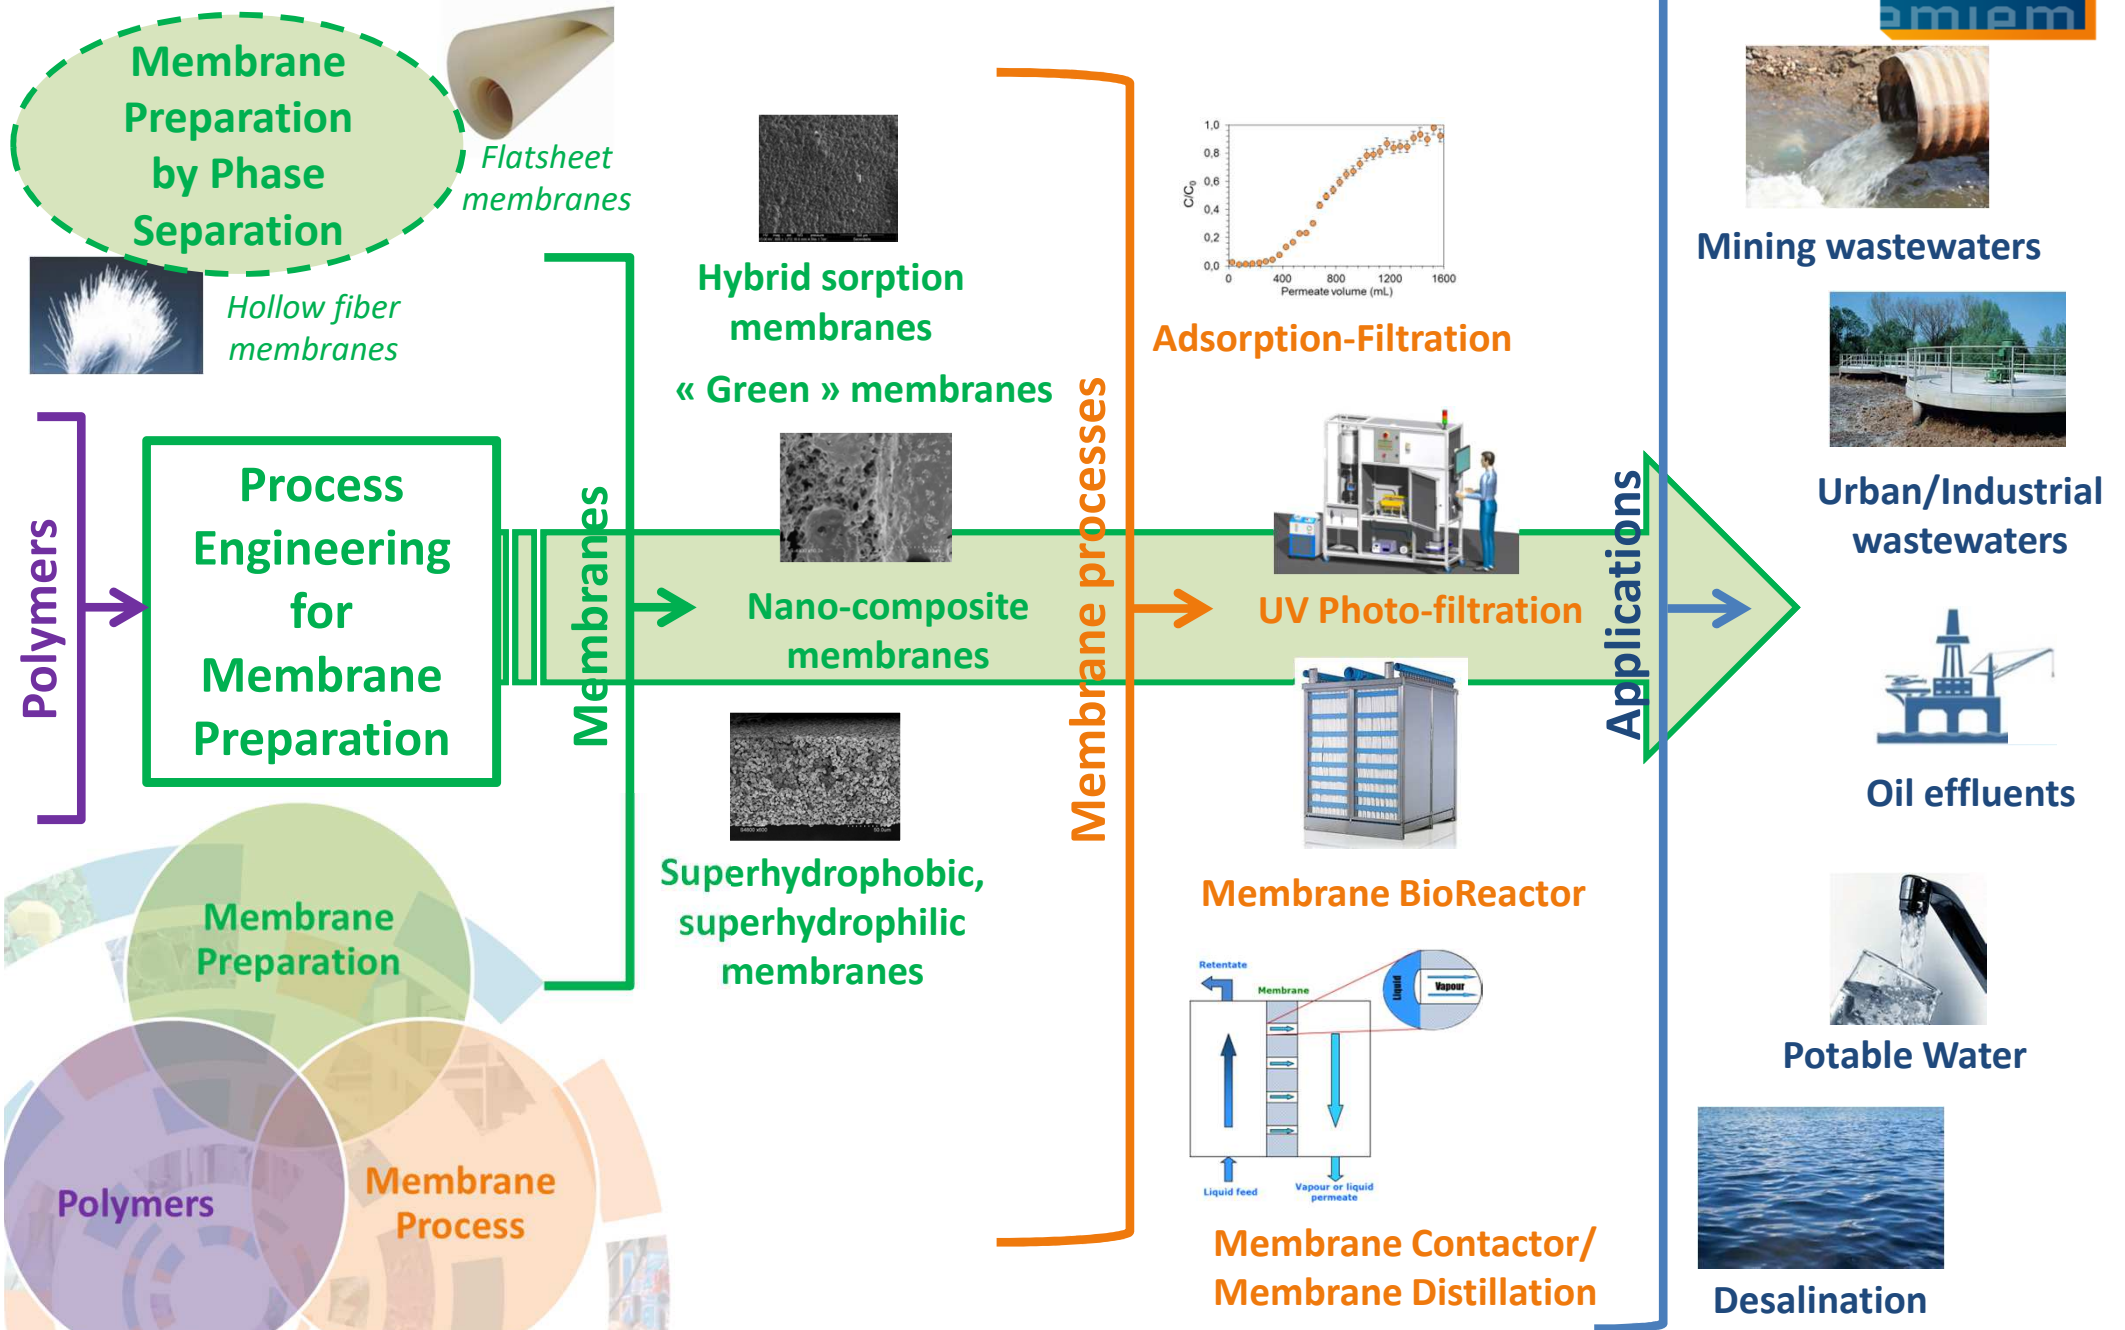 Membrane
Preparation
by Phase
Separation
Flatsheet
membranes
Hollow fiber
membranes
Polymers
Process
Engineering
for
Membrane
Preparation
Membranes
Hybrid sorption
membranes
« Green » membranes
Nano-composite
membranes
Superhydrophobic,
superhydrophilic
membranes
Membrane processes
1,0
0,8
0,6
0,4
0,2
0,0
C/C₀
0 400 800 1200 1600
Permeate volume (mL)
Adsorption-Filtration
UV Photo-filtration
Membrane BioReactor
Retentate
Membrane
Liquid
Vapour
Liquid feed
Vapour or liquid
permeate
Membrane Contactor/
Membrane Distillation
Applications
Mining wastewaters
Urban/Industrial
wastewaters
Oil effluents
Potable Water
Desalination
Membrane
Preparation
Polymers
Membrane
Process